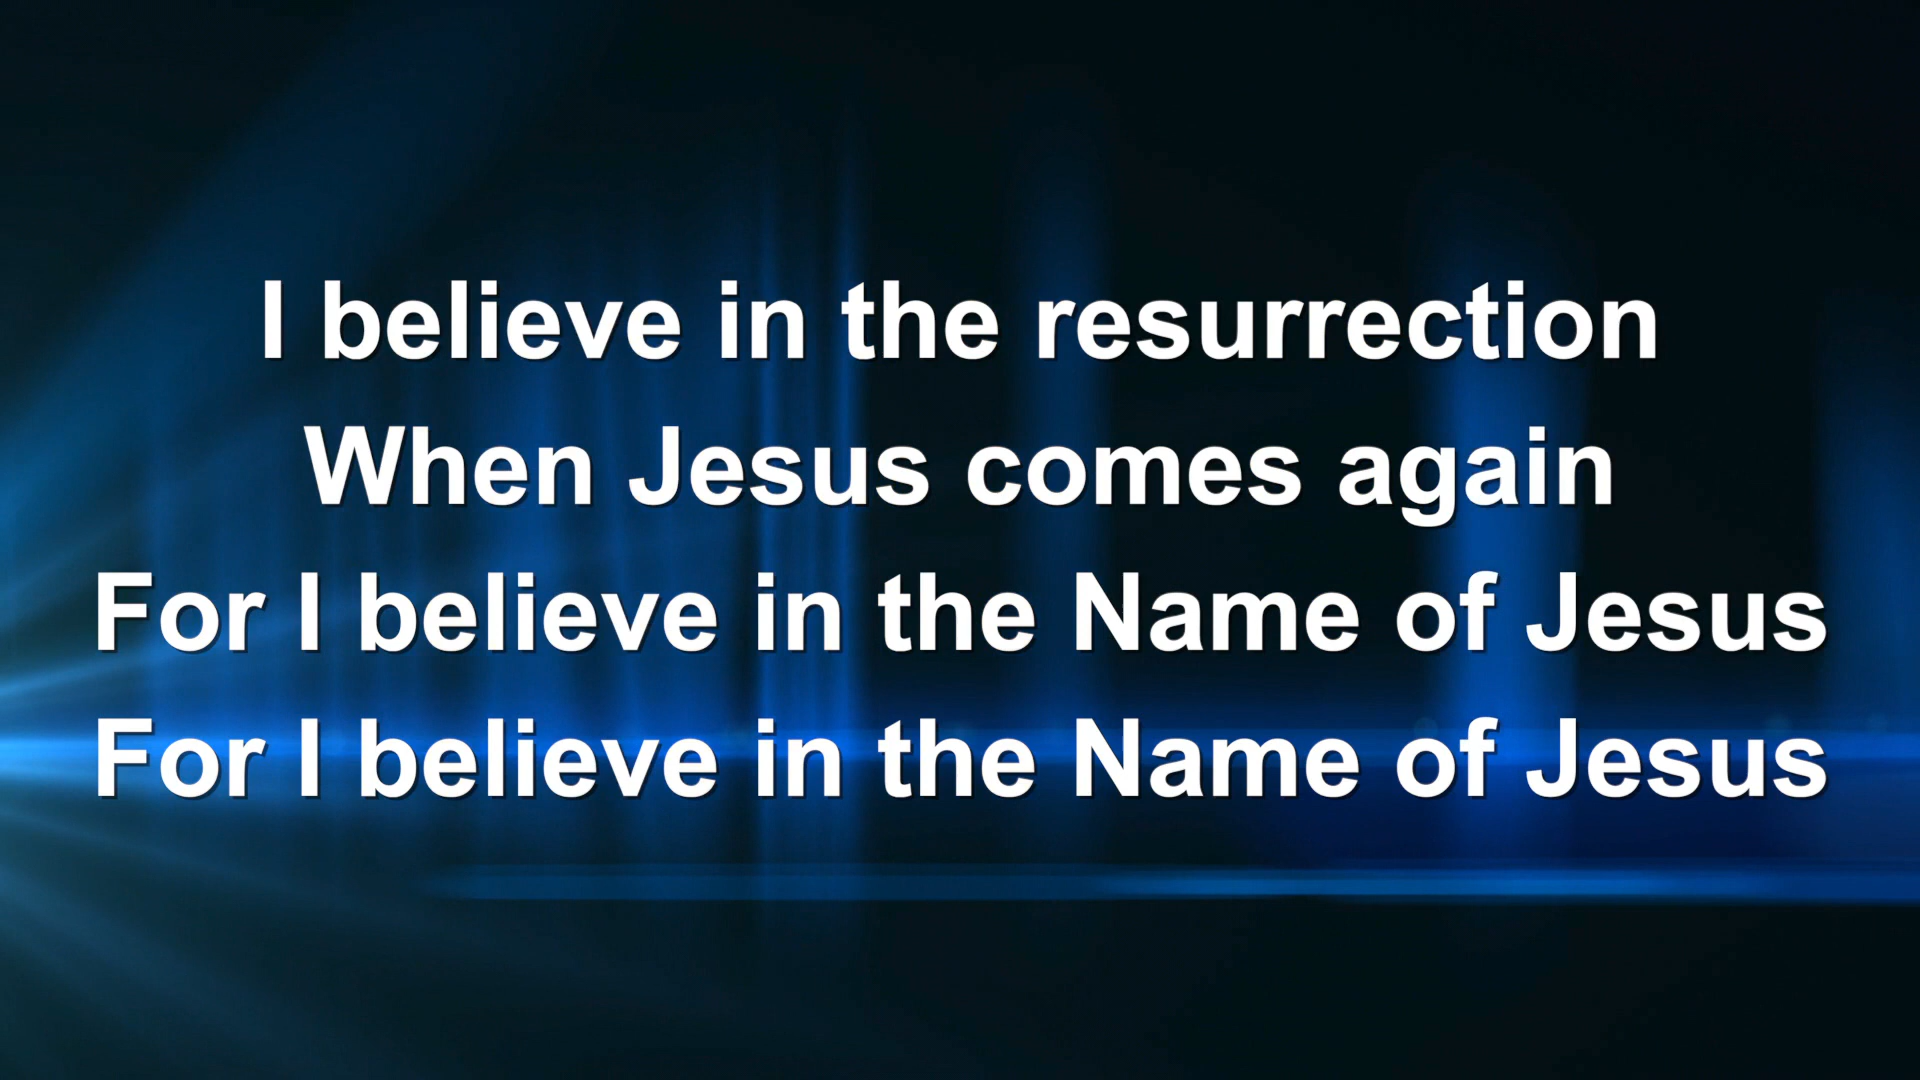 I believe in the resurrection
When Jesus comes again
For I believe in the Name of Jesus
For I believe in the Name of Jesus